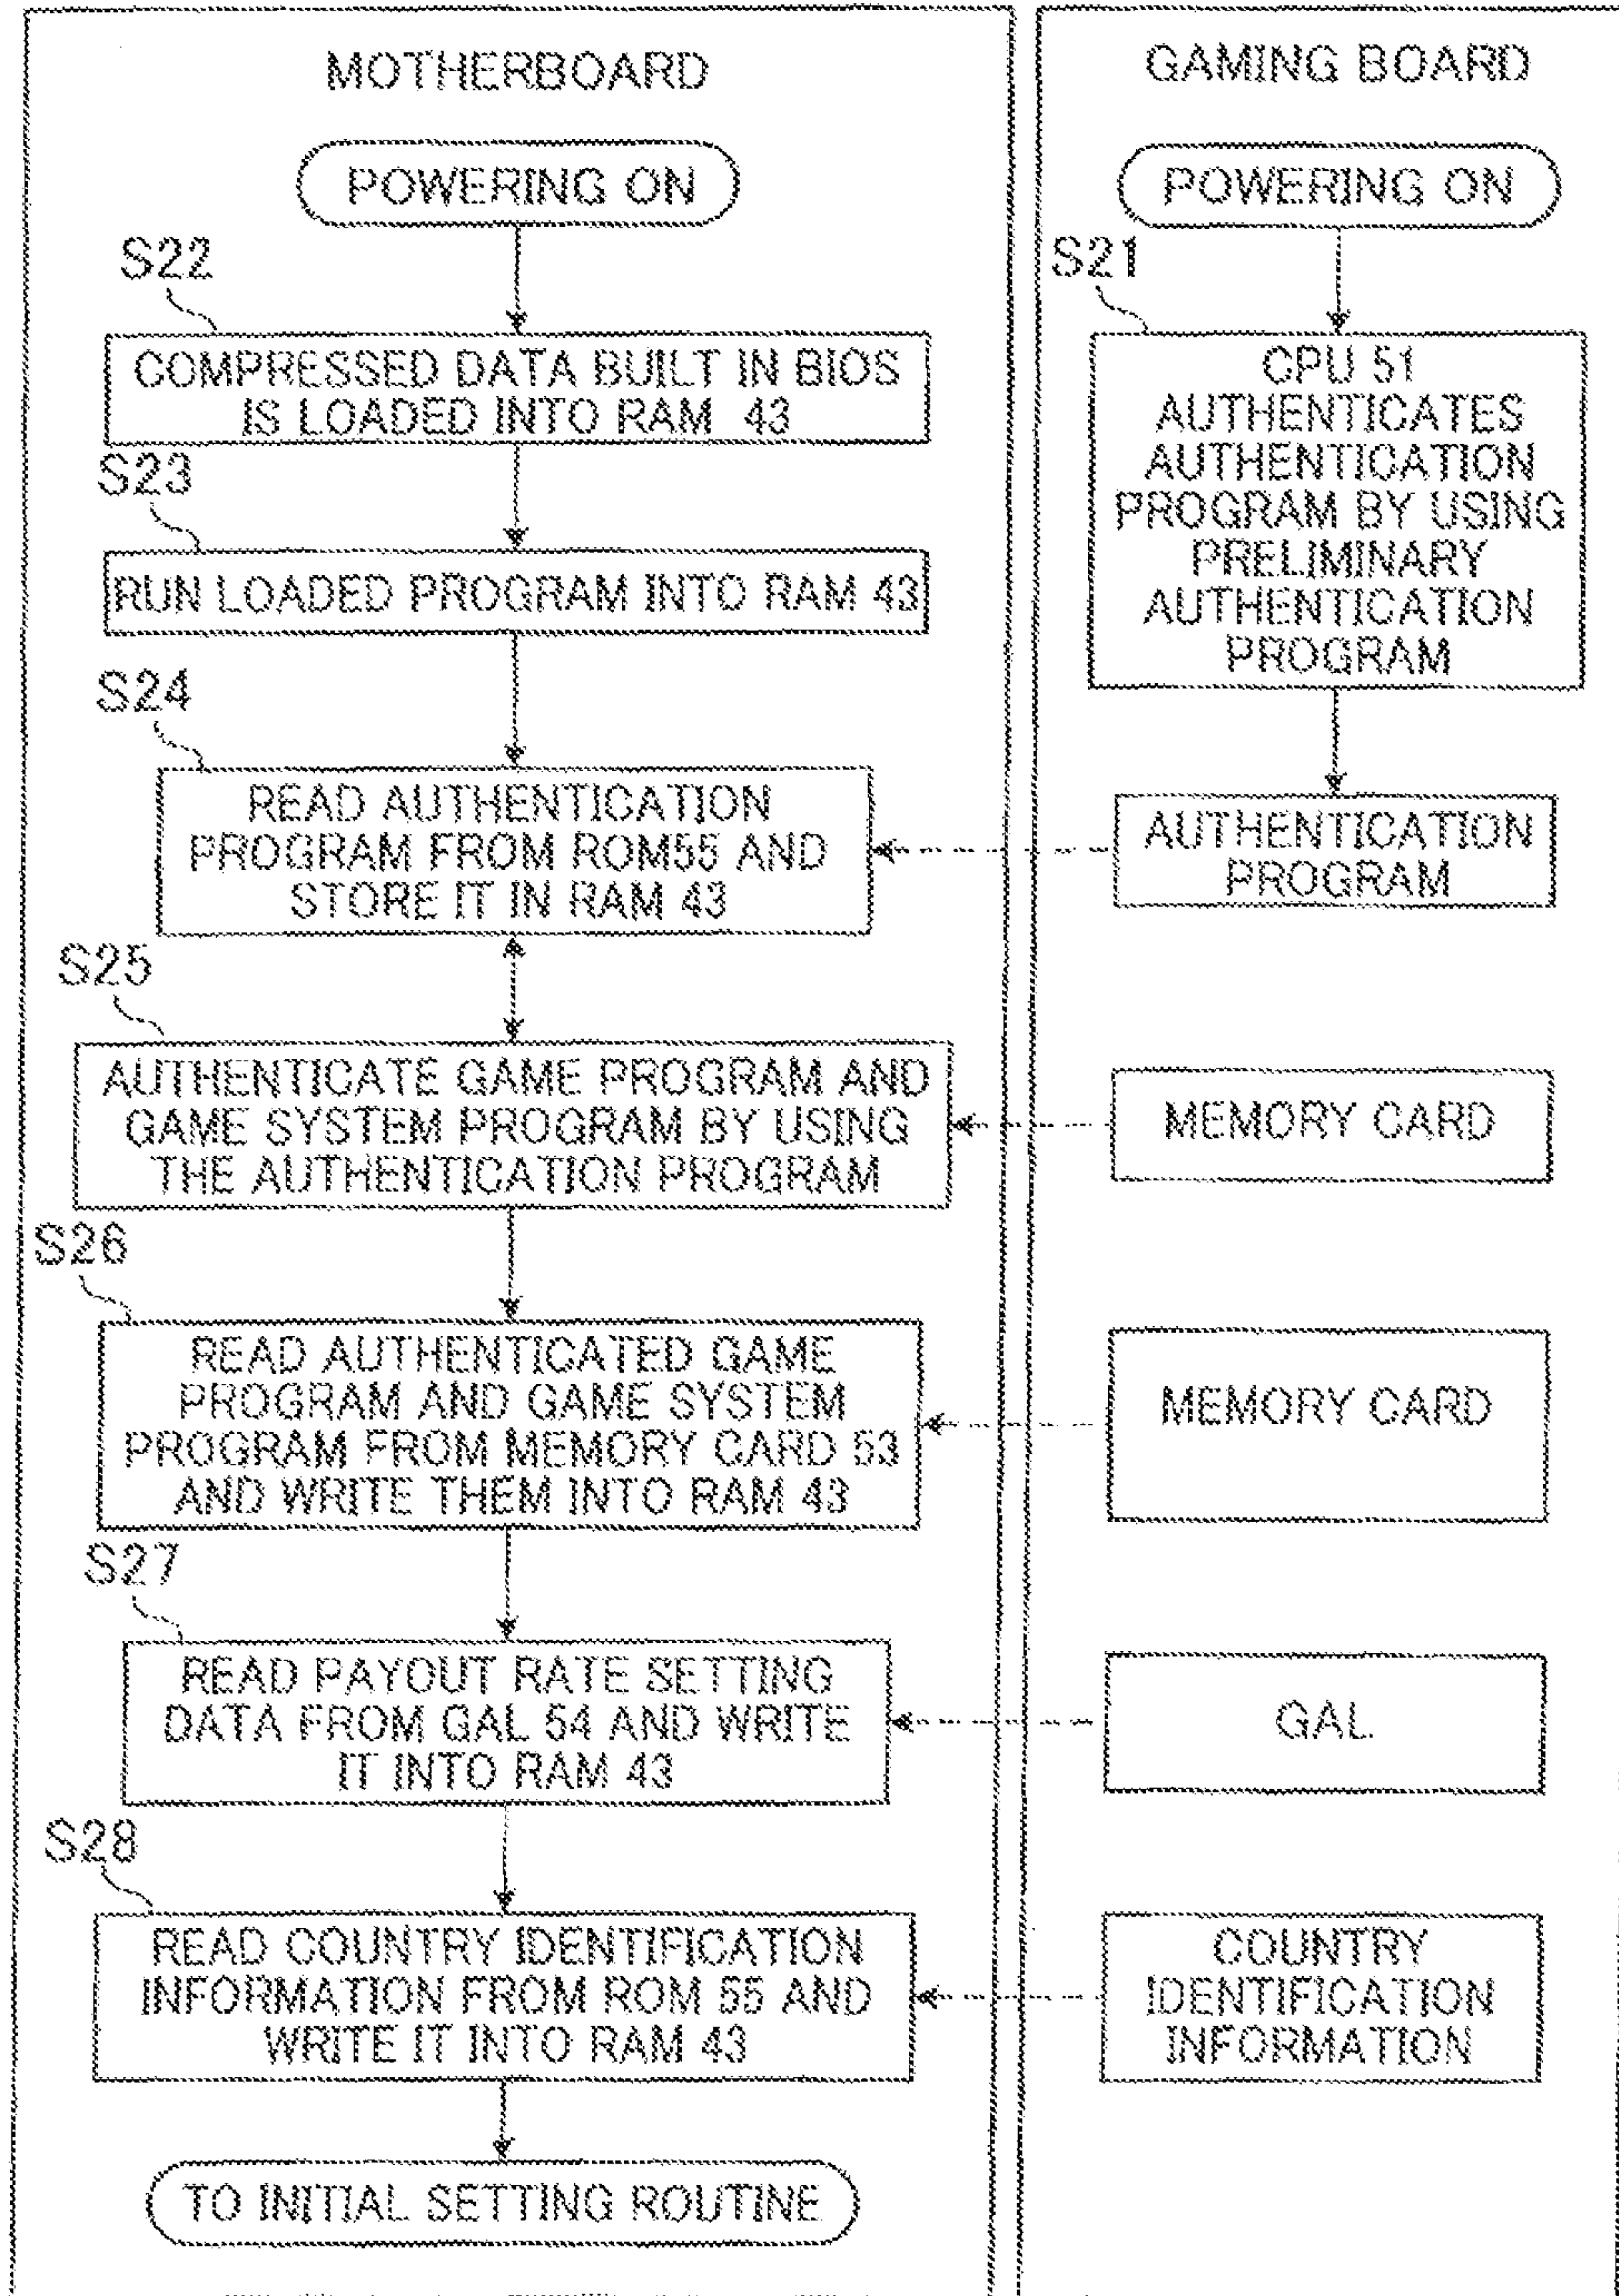 MOTHERBOARD
POWERING ON
S22
COMPRESSED DATA BUILT IN BIOS
IS LOADED INTO RAM 43
S23
RUN LOADED PROGRAM INTO RAM 43
S24
READ AUTHENTICATION
PROGRAM FROM ROM55 AND
STORE IT IN RAM 43
S25
AUTHENTICATE GAME PROGRAM AND
GAME SYSTEM PROGRAM BY USING
THE AUTHENTICATION PROGRAM
S26
READ AUTHENTICATED GAME
PROGRAM AND GAME SYSTEM
PROGRAM FROM MEMORY CARD 53
AND WRITE THEM INTO RAM 43
S27
READ PAYOUT RATE SETTING
DATA FROM GAL 54 AND WRITE
IT INTO RAM 43
S28
READ COUNTRY IDENTIFICATION
INFORMATION FROM ROM 55 AND
WRITE IT INTO RAM 43
TO INITIAL SETTING ROUTINE
GAMING BOARD
POWERING ON
S21
CPU 51
AUTHENTICATES
AUTHENTICATION
PROGRAM BY USING
PRELIMINARY
AUTHENTICATION
PROGRAM
AUTHENTICATION
PROGRAM
MEMORY CARD
MEMORY CARD
GAL
COUNTRY
IDENTIFICATION
INFORMATION